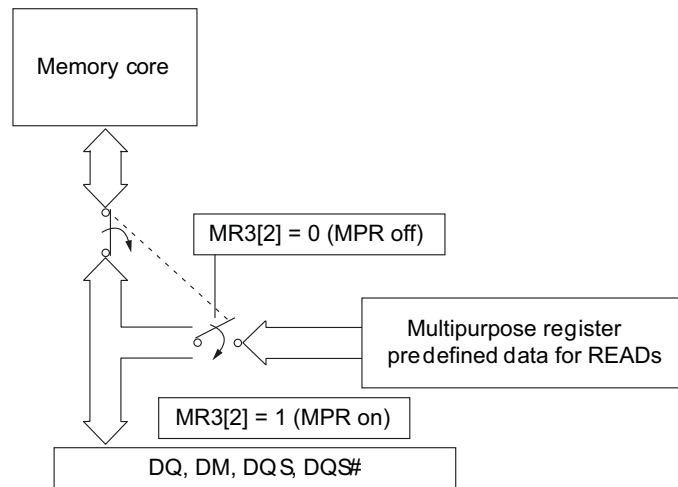 Memory core
MR3[2] = 0 (MPR off)
Multipurpose register
predefined data for READs
MR3[2] = 1 (MPR on)
DQ, DM, DQS, DQS#